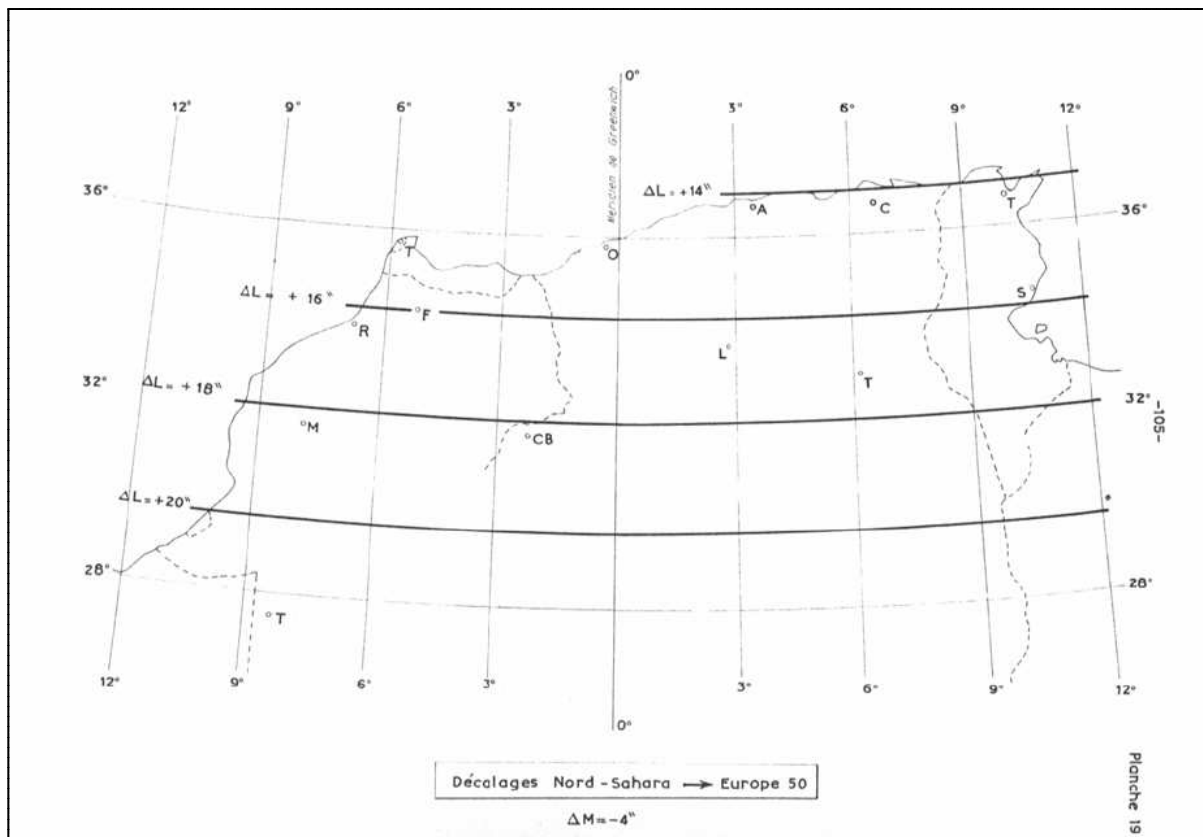 0°
12° 9° 6° 3° 3° 6° 9° 12°
Méridien de Greenwich
36°
ΔL = +14"
A C T
36°
T
O
ΔL = + 16"
S
F
R
L
T
32°
ΔL = + 18"
32°
-105-
M
CB
ΔL = +20"
28°
28°
T
12° 9° 6° 3° 3° 9° 12°
0°
Décalages Nord-Sahara → Europe 50
ΔM = -4"
Planche 19